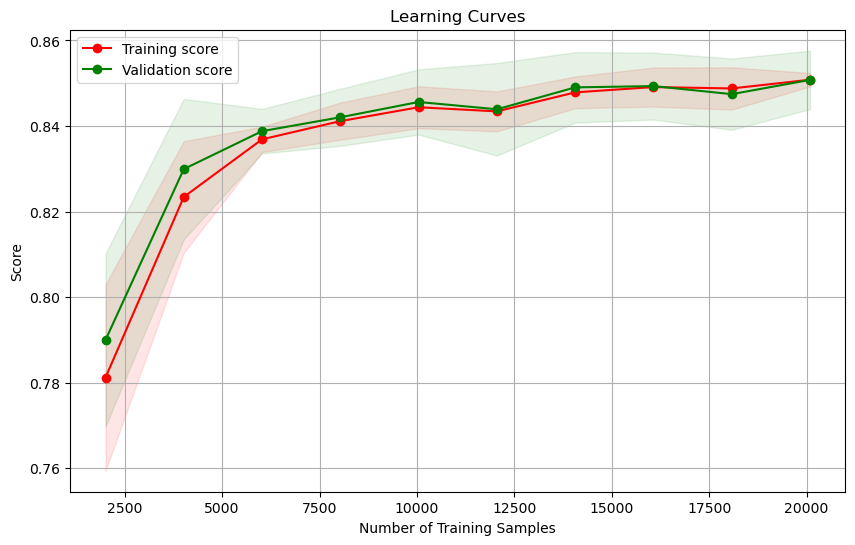 Learning Curves
Training score
Validation score
0.86
0.84
0.82
0.80
0.78
0.76
Score
2500 5000 7500 10000 12500 15000 17500 20000
Number of Training Samples